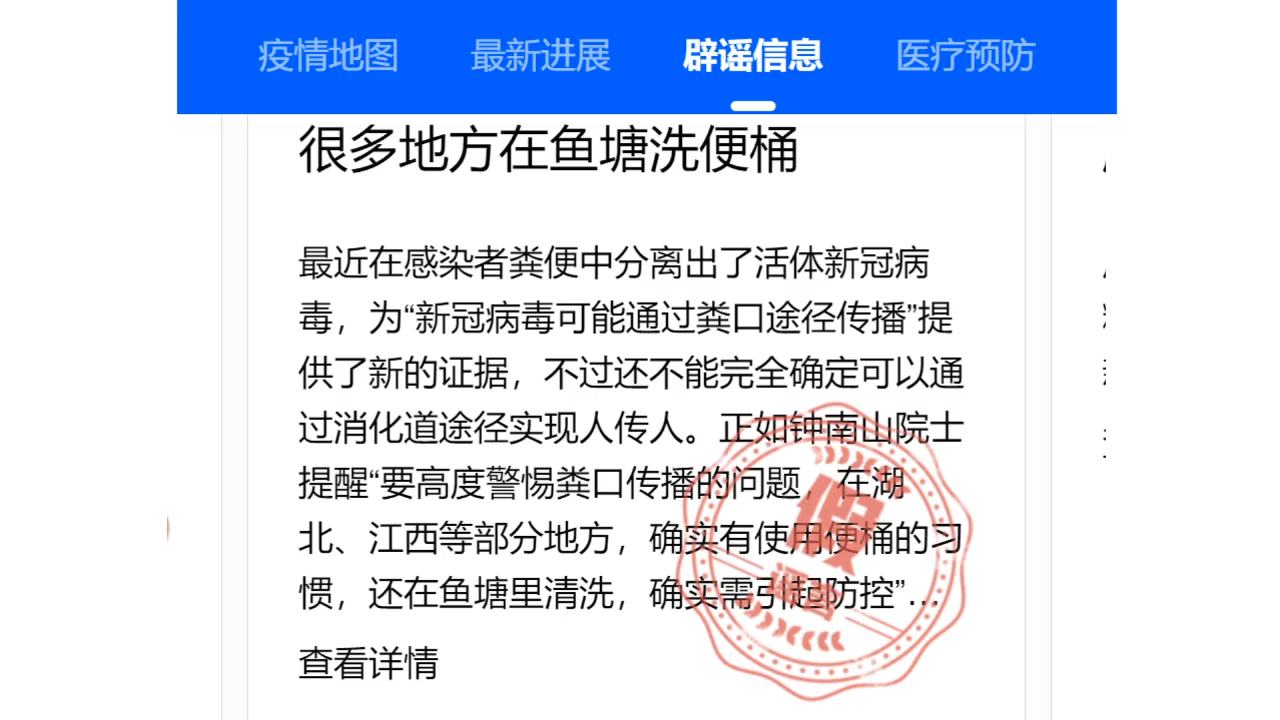 疫情地图 最新进展 辟谣信息 医疗预防
很多地方在鱼塘洗便桶
最近在感染者粪便中分离出了活体新冠病
毒，为“新冠病毒可能通过粪口途径传播”提
供了新的证据，不过还不能完全确定可以通
过消化道途径实现人传人。正如钟南山院士
提醒“要高度警惕粪口传播的问题，在湖
北、江西等部分地方，确实有使用便桶的习
惯，还在鱼塘里清洗，确实需引起防控”...
假
查看详情